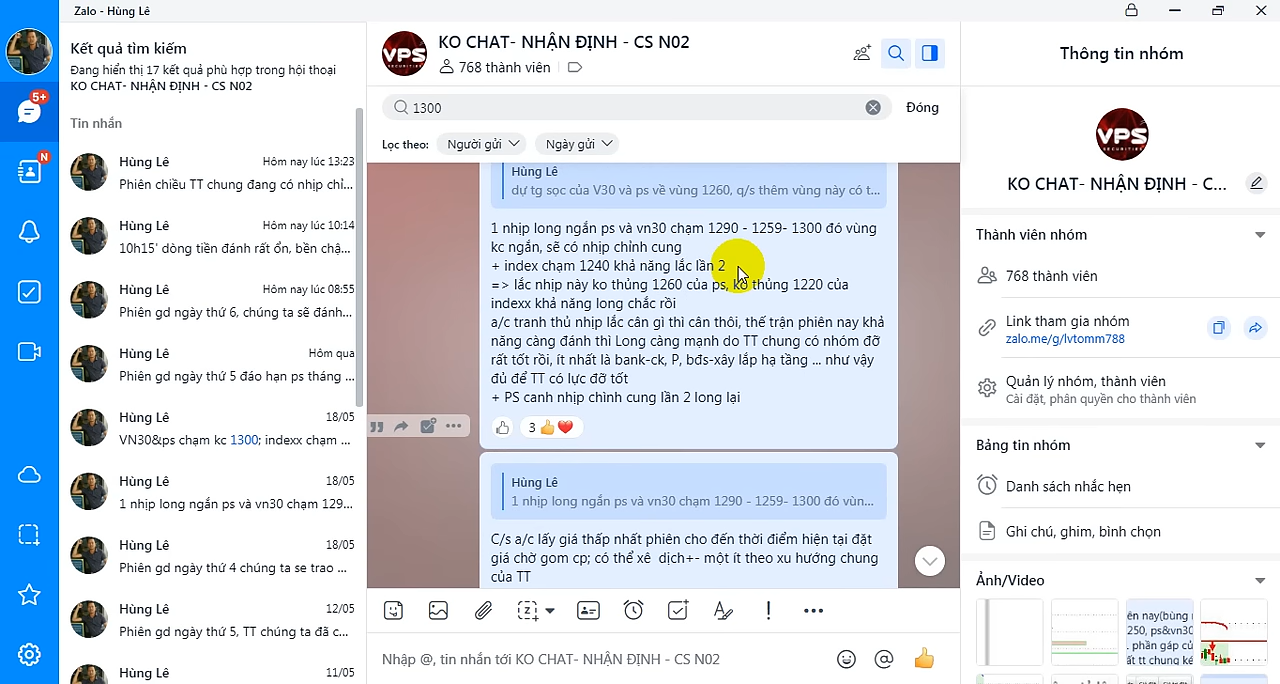 Zalo - Hùng Lê
Kết quả tìm kiếm
Đang hiển thị 17 kết quả phù hợp trong hội thoại
KO CHAT- NHẬN ĐỊNH - CS N02
Tin nhắn
Hùng Lê
Hôm nay lúc 13:23
Phiên chiều TT chung đang có nhịp chỉ...
Hùng Lê
Hôm nay lúc 10:14
10h15' dòng tiền đánh rất ổn, bền chặ...
Hùng Lê
Hôm nay lúc 08:55
Phiên gd ngày thứ 6, chúng ta sẽ đánh...
Hùng Lê
Hôm qua
Phiên gd ngày thứ 5 đáo hạn ps tháng ...
Hùng Lê
18/05
VN30&ps chạm kc 1300; indexx chạm ...
Hùng Lê
18/05
1 nhịp long ngắn ps và vn30 chạm 129...
Hùng Lê
18/05
Phiên gd ngày thứ 4 chúng ta se trao ...
Hùng Lê
12/05
Phiên gd ngày thứ 5, TT chúng ta đã c...
Hùng Lê
11/05
5+
N
VPS
SECURITIES
KO CHAT- NHẬN ĐỊNH - CS N02
768 thành viên
1300
Đóng
Lọc theo:
Người gửi
Ngày gửi
Hùng Lê
dự tg sọc của V30 và ps về vùng 1260, q/s thêm vùng này có t...
1 nhịp long ngắn ps và vn30 chạm 1290 - 1259- 1300 đó vùng
kc ngắn, sẽ có nhịp chỉnh cung
+ index chạm 1240 khả năng lắc lần 2
=> lắc nhịp này ko thủng 1260 của ps, ko thủng 1220 của
indexx khả năng long chắc rồi
a/c tranh thủ nhịp lắc cân gì thì cân thôi, thế trận phiên nay khả
năng càng đánh thì Long càng mạnh do TT chung có nhóm đỡ
rất tốt rồi, ít nhất là bank-ck, P, bđs-xây lắp hạ tầng ... như vậy
đủ để TT có lực đỡ tốt
+ PS canh nhịp chình cung lần 2 long lại
3
Hùng Lê
1 nhịp long ngắn ps và vn30 chạm 1290 - 1259- 1300 đó vùn...
C/s a/c lấy giá thấp nhất phiên cho đến thời điểm hiện tại đặt
giá chờ gom cp; có thể xê dịch+- một ít theo xu hướng chung
của TT
Nhập @, tin nhắn tới KO CHAT- NHẬN ĐỊNH - CS N02
Thông tin nhóm
VPS
SECURITIES
KO CHAT- NHẬN ĐỊNH - C...
Thành viên nhóm
768 thành viên
Link tham gia nhóm
zalo.me/g/lvtomm788
Quản lý nhóm, thành viên
Cài đặt, phân quyền cho thành viên
Bảng tin nhóm
Danh sách nhắc hẹn
Ghi chú, ghim, bình chọn
Ảnh/Video